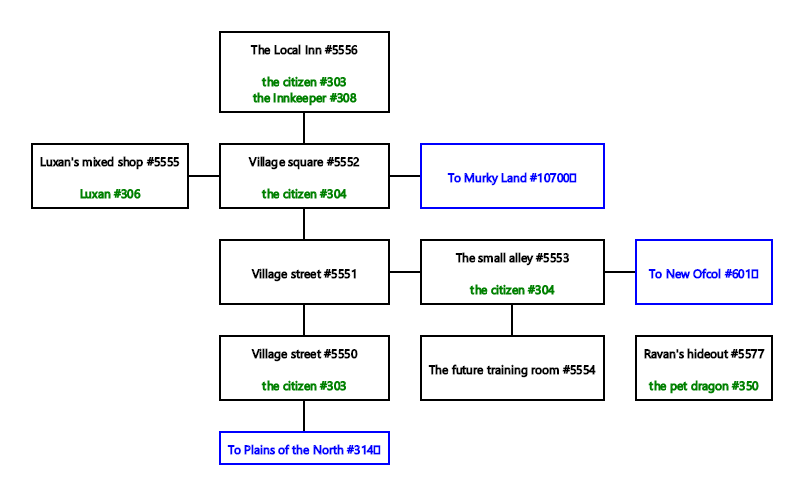 The Local Inn #5556
the citizen #303
the Innkeeper #308
Luxan's mixed shop #5555
Luxan #306
Village square #5552
the citizen #304
To Murky Land #10700
Village street #5551
The small alley #5553
the citizen #304
To New Ofcol #601
Village street #5550
the citizen #303
The future training room #5554
Ravan's hideout #5577
the pet dragon #350
To Plains of the North #314